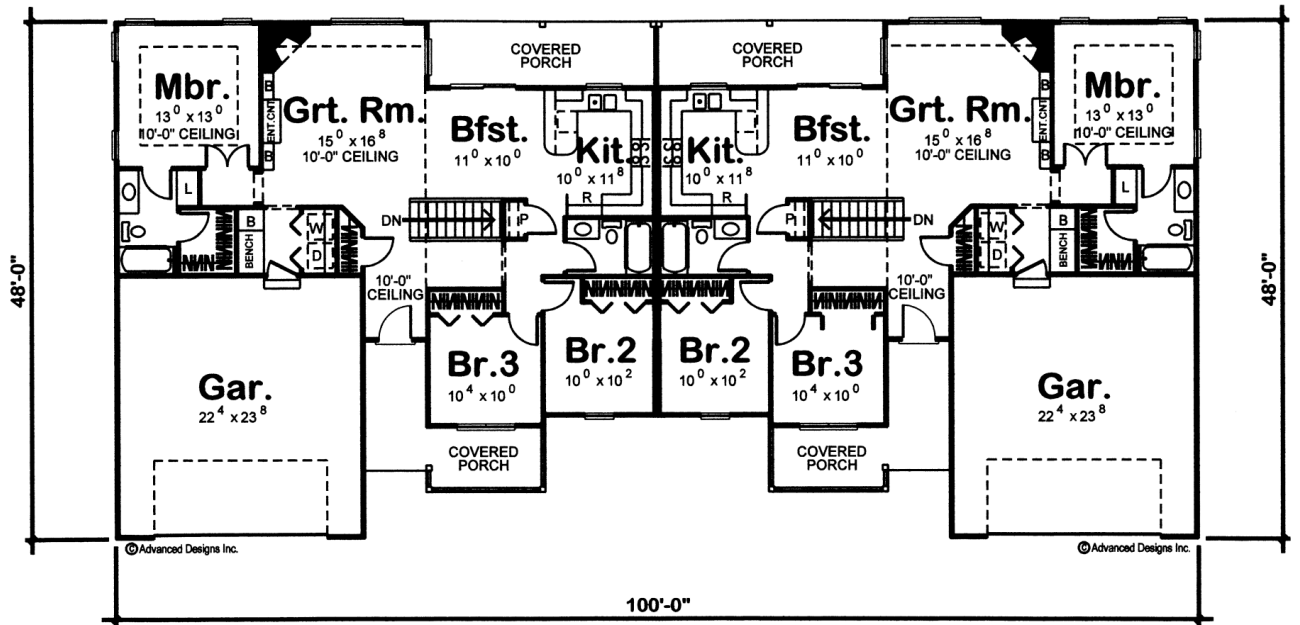 COVERED
PORCH
COVERED
PORCH
Mbr.
13⁰ x 13⁰
10'-0" CEILING
B
ENT.CNT.
B
Grt. Rm.
15⁰ x 16⁸
10'-0" CEILING
Bfst.
11⁰ x 10⁰
Kit.
10⁰ x 11⁸
R
Kit.
10⁰ x 11⁸
R
Bfst.
11⁰ x 10⁰
Grt. Rm.
15⁰ x 16⁸
10'-0" CEILING
B
ENT.CNT.
B
Mbr.
13⁰ x 13⁰
10'-0" CEILING
L
L
B
BENCH
W
D
DN
P
P
DN
W
D
B
BENCH
10'-0"
CEILING
10'-0"
CEILING
48'-0"
48'-0"
Gar.
22⁴ x 23⁸
Br.3
10⁴ x 10⁰
Br.2
10⁰ x 10²
Br.2
10⁰ x 10²
Br.3
10⁴ x 10⁰
Gar.
22⁴ x 23⁸
COVERED
PORCH
COVERED
PORCH
© Advanced Designs Inc.
© Advanced Designs Inc.
100'-0"